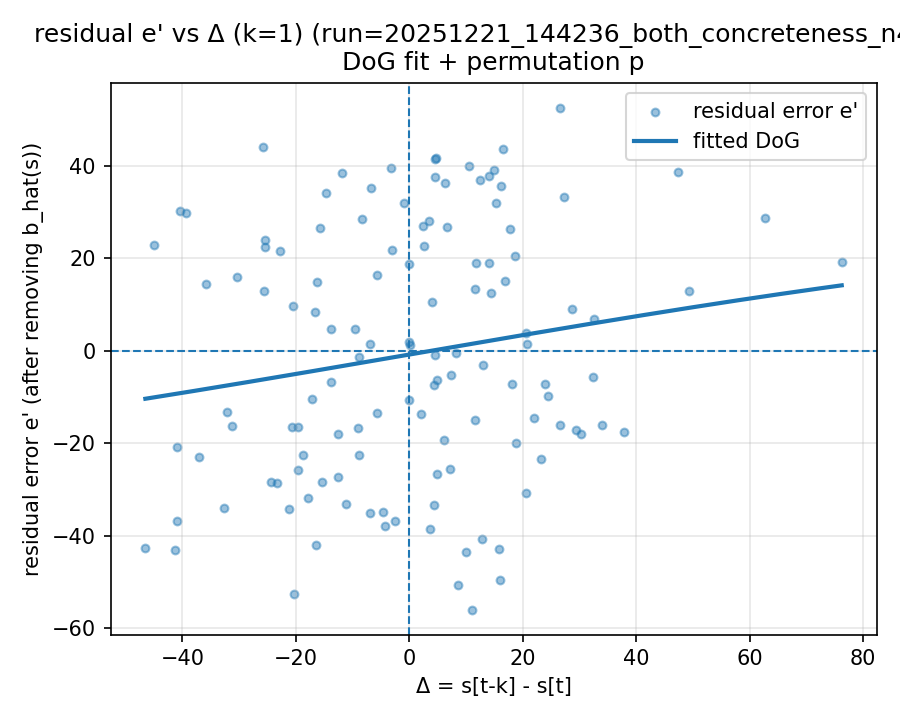 residual e' vs Δ (k=1) (run=20251221_144236_both_concreteness_n
DoG fit + permutation p
residual error e'
fitted DoG
residual error e' (after removing b_hat(s))
40
20
0
−20
−40
−60
−40
−20
0
20
40
60
80
Δ = s[t-k] - s[t]